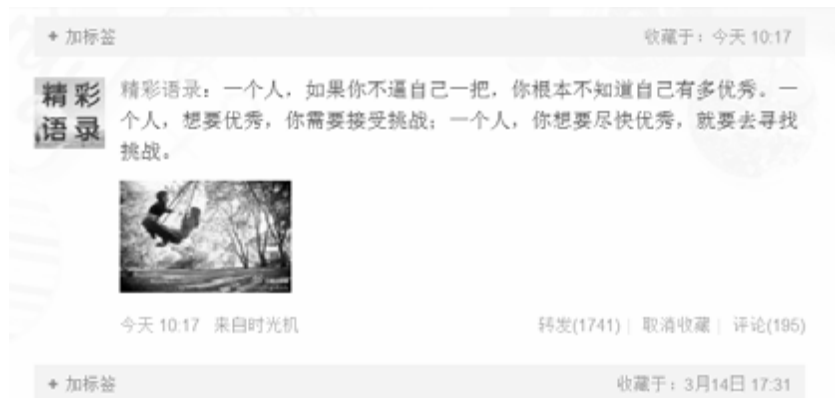 + 加标签 收藏于：今天 10:17
精彩
语录
精彩语录：一个人，如果你不逼自己一把，你根本不知道自己有多优秀。一
个人，想要优秀，你需要接受挑战；一个人，你想要尽快优秀，就要去寻找
挑战。
今天 10:17 来自时光机 转发(1741) | 取消收藏 | 评论(195)
+ 加标签 收藏于：3月14日 17:31